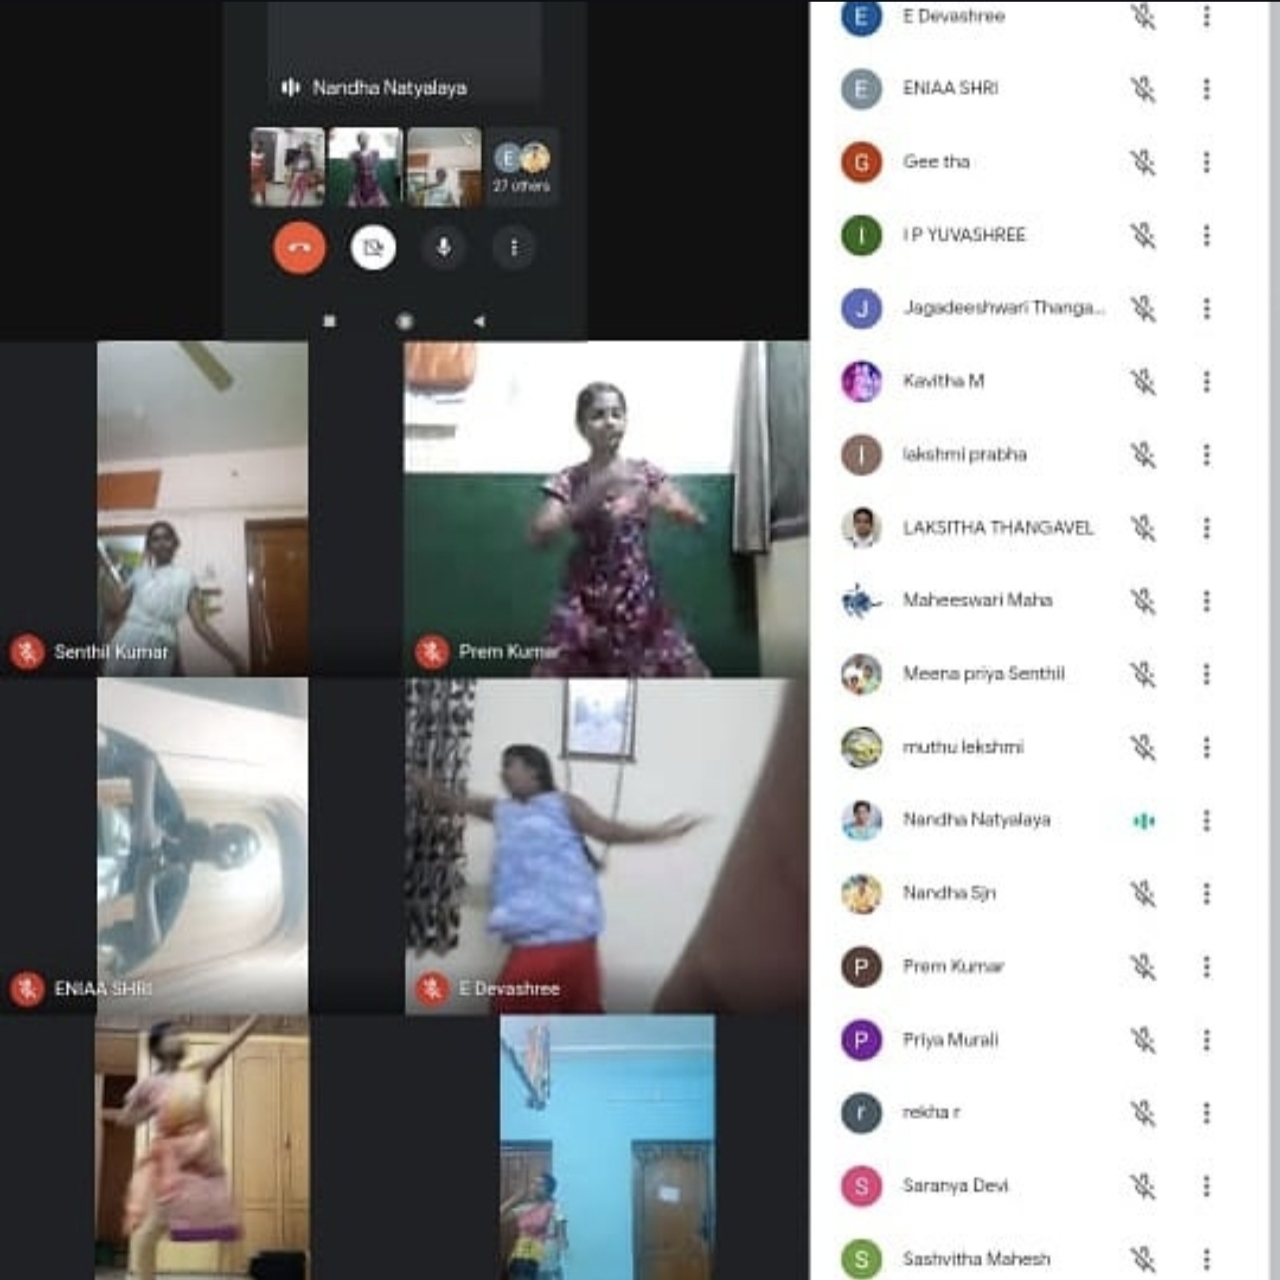 Nandha Natyalaya
E
27 others
Senthil Kumar
Prem Kumar
ENIAA SHRI
E Devashree
E E Devashree
E ENIAA SHRI
G Gee tha
I I P YUVASHREE
J Jagadeeshwari Thanga...
Kavitha M
l lakshmi prabha
LAKSITHA THANGAVEL
Maheeswari Maha
Meena priya Senthil
muthu lekshmi
Nandha Natyalaya
Nandha Sjn
P Prem Kumar
P Priya Murali
r rekha r
S Saranya Devi
S Sashvitha Mahesh